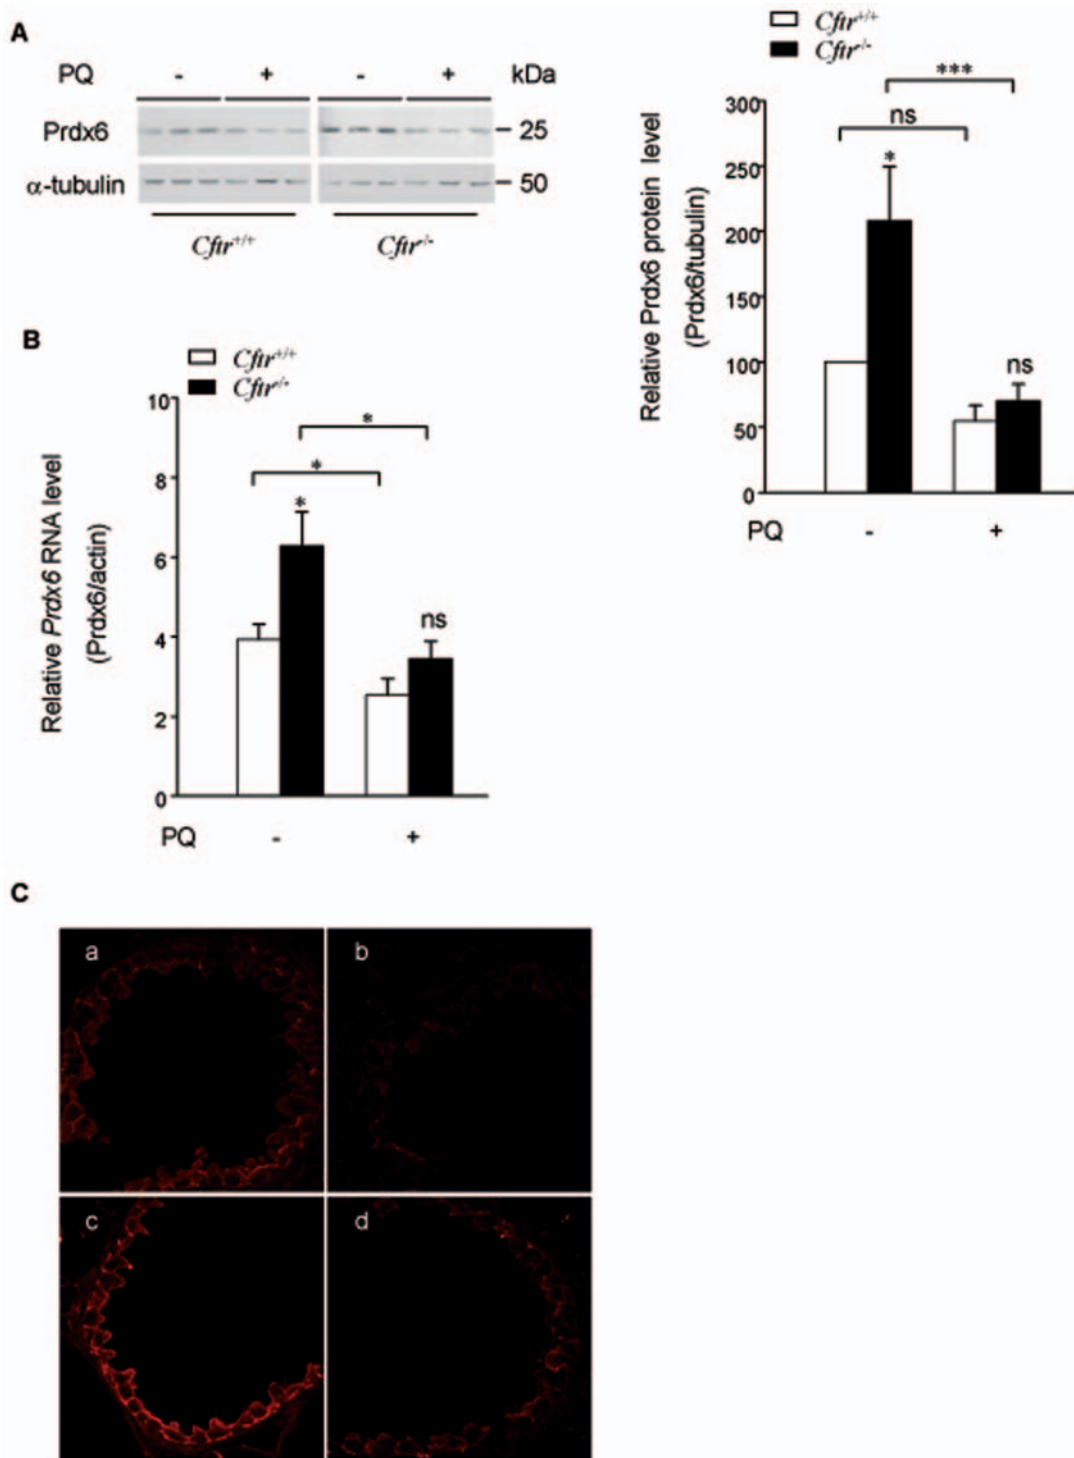 A
PQ - + - + kDa
Prdx6 25
α-tubulin 50
Cftr+/+ Cftr-/-
Cftr+/+
Cftr-/-
***
ns
*
ns
300
250
200
150
100
50
0
Relative Prdx6 protein level
(Prdx6/tubulin)
PQ - +
B
Cftr+/+
Cftr-/-
*
*
*
ns
10
8
6
4
2
0
Relative Prdx6 RNA level
(Prdx6/actin)
PQ - +
C
a b
c d